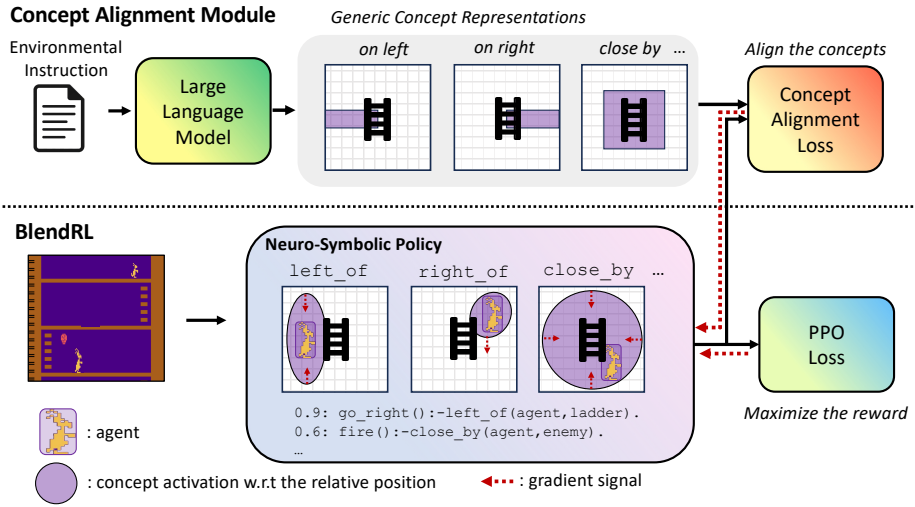 Concept Alignment Module
Generic Concept Representations
Environmental
Instruction
Large
Language
Model
on left
on right
close by ...
Align the concepts
Concept
Alignment
Loss
BlendRL
Neuro-Symbolic Policy
left_of
right_of
close_by ...
0.9: go_right():-left_of(agent,ladder).
0.6: fire():-close_by(agent,enemy).
…
PPO
Loss
Maximize the reward
: agent
: concept activation w.r.t the relative position
: gradient signal